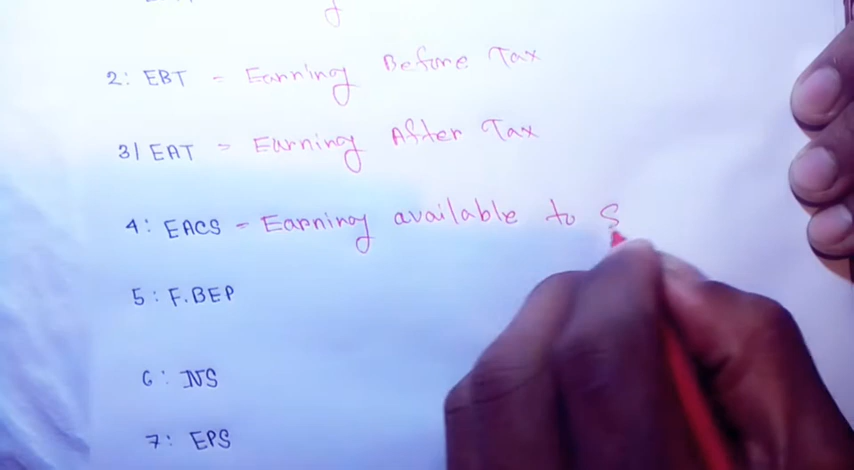 2: EBT = Earning Before Tax
3/ EAT = Earning After Tax
4: EACS = Earning available to S
5: F.BEP
6: NS
7: EPS